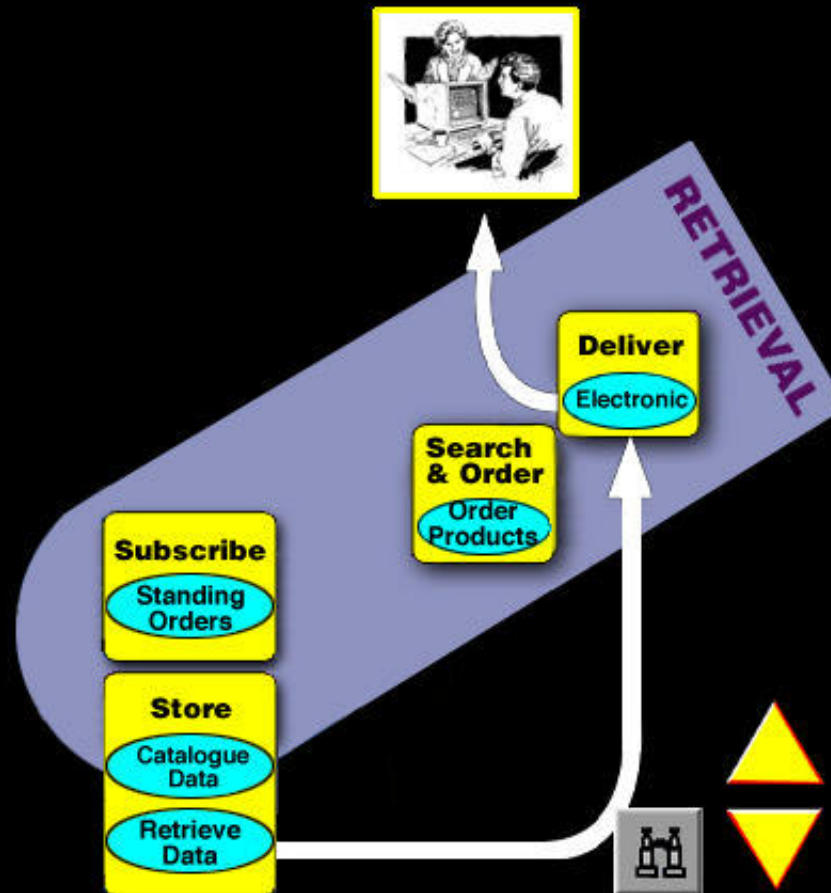 RETRIEVAL
Deliver
Electronic
Search
& Order
Order
Products
Subscribe
Standing
Orders
Store
Catalogue
Data
Retrieve
Data